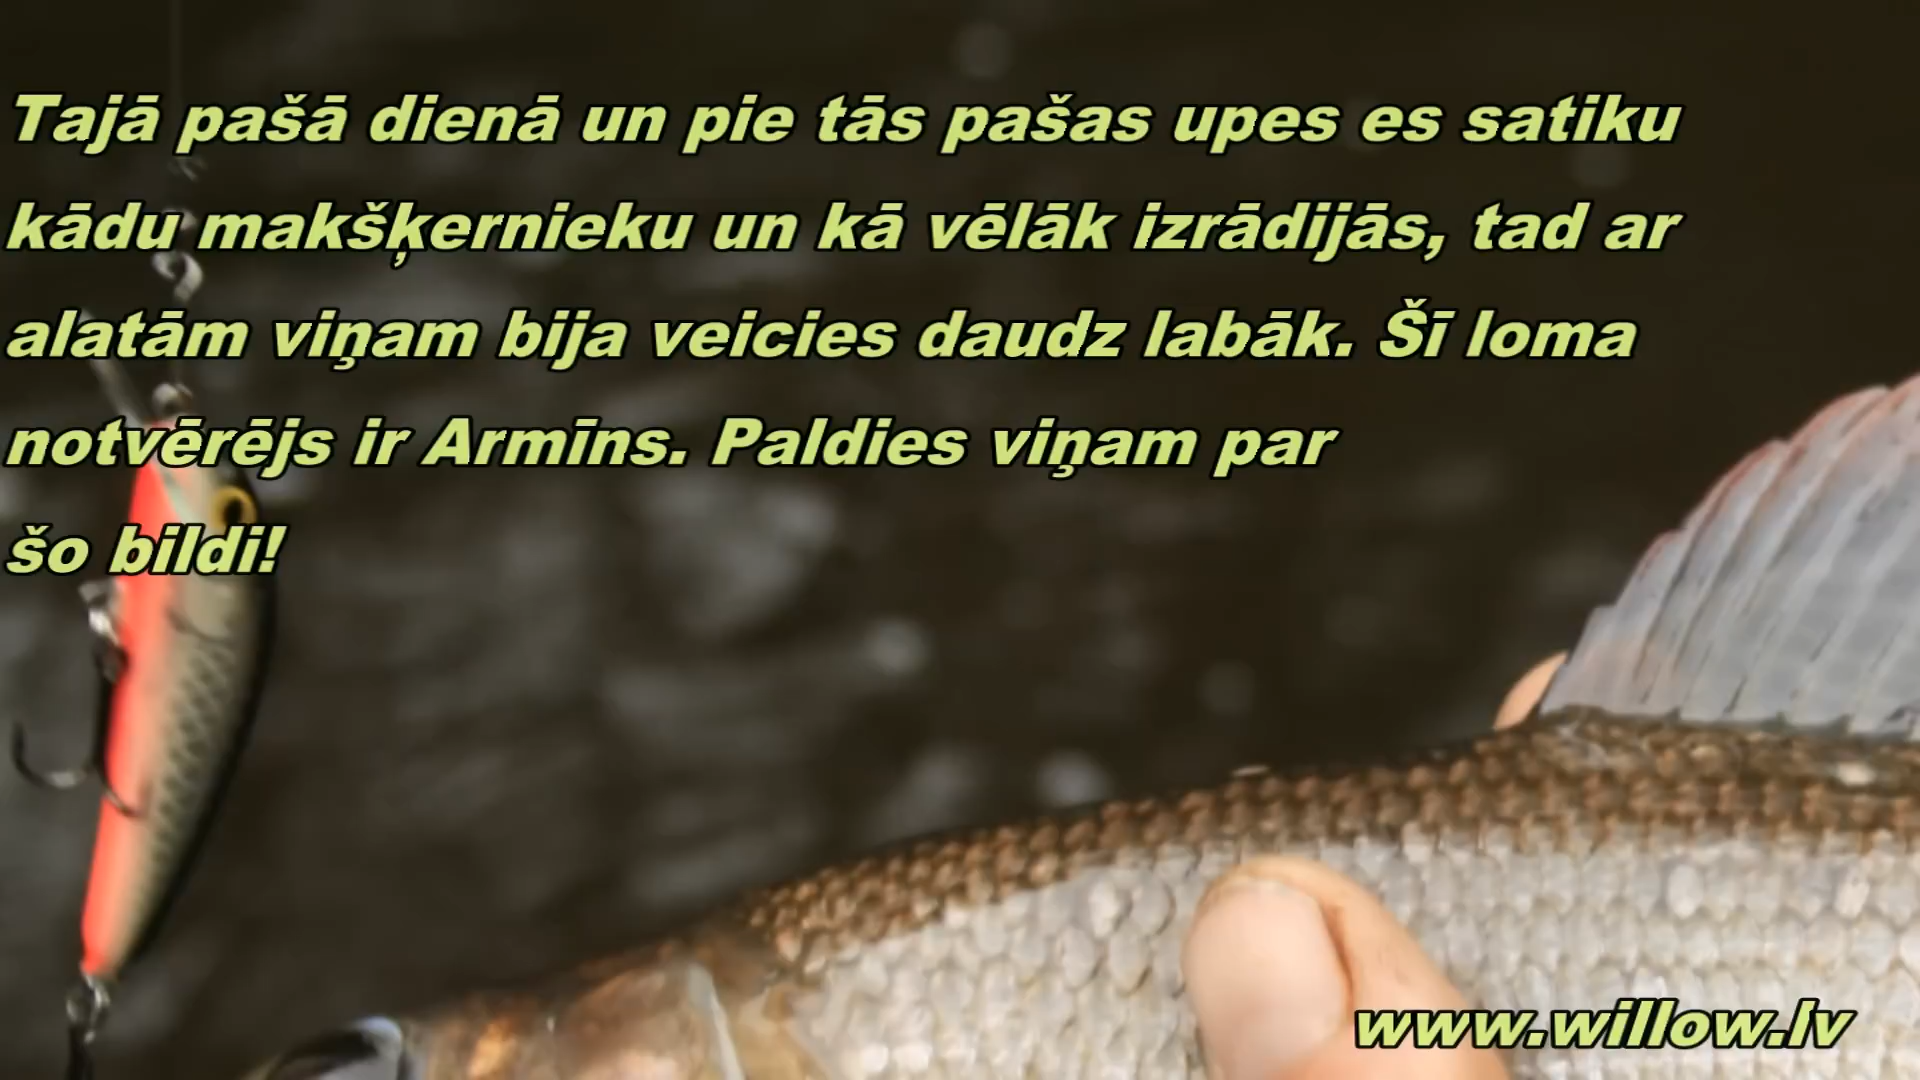 Tajā pašā dienā un pie tās pašas upes es satiku
kādu makšķernieku un kā vēlāk izrādijās, tad ar
alatām viņam bija veicies daudz labāk. Šī loma
notvērējs ir Armīns. Paldies viņam par
šo bildi!
www.willow.lv